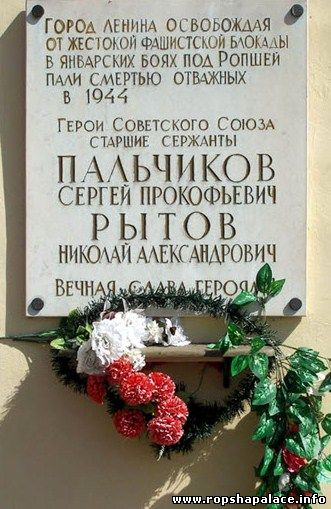 ГОРОД ЛЕНИНА ОСВОБОЖДАЯ
ОТ ЖЕСТОКОЙ ФАШИСТСКОЙ БЛОКАДЫ
В ЯНВАРСКИХ БОЯХ ПОД РОПШЕЙ
ПАЛИ СМЕРТЬЮ ОТВАЖНЫХ
В 1944
ГЕРОИ СОВЕТСКОГО СОЮЗА
СТАРШИЕ СЕРЖАНТЫ
ПАЛЬЧИКОВ
СЕРГЕЙ ПРОКОФЬЕВИЧ
РЫТОВ
НИКОЛАЙ АЛЕКСАНДРОВИЧ
ВЕЧНАЯ СЛАВА
www.ropshapalace.info